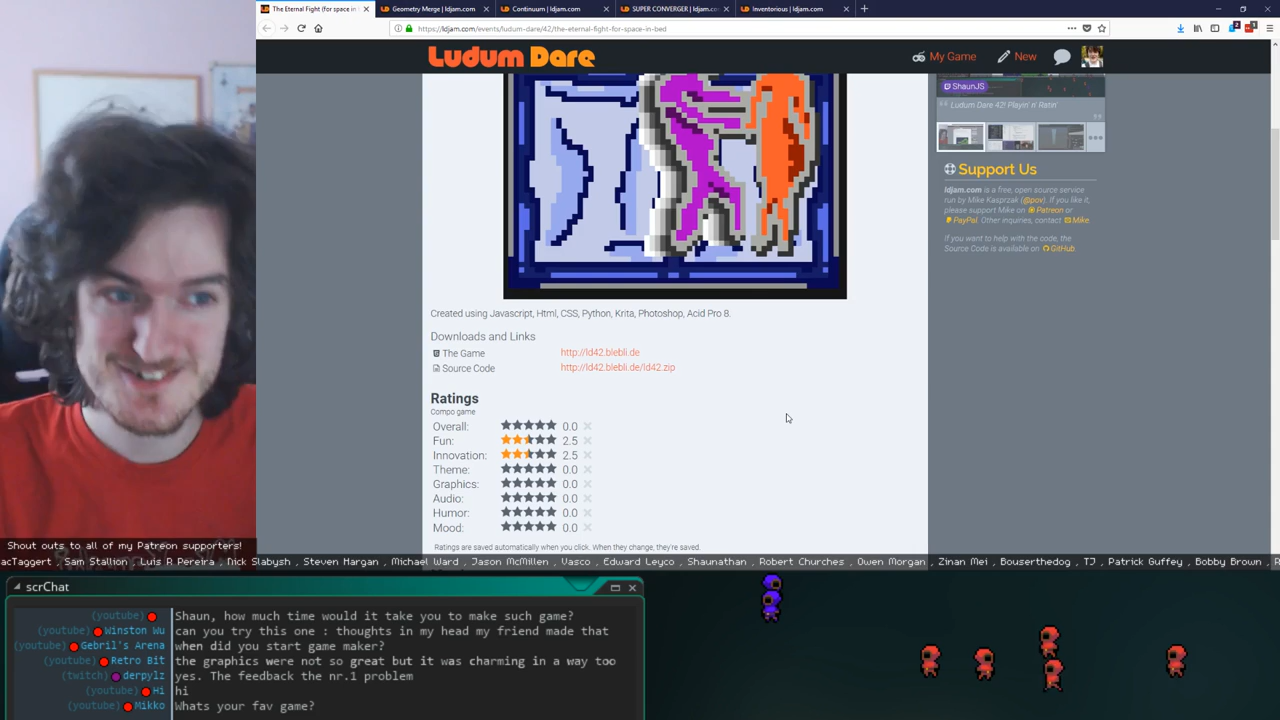 The Eternal Fight (for space in
Geometry Merge | ldjam.com
Continuum | ldjam.com
SUPER CONVERGER | ldjam.c
Inventorious | ldjam.com
https://ldjam.com/events/ludum-dare/42/the-eternal-fight-for-space-in-bed
Ludum Dare
My Game
New
ShaunJS
Ludum Dare 42! Playin' n' Ratin'
Support Us
ldjam.com is a free, open source service
run by Mike Kasprzak (@pov). If you like it,
please support Mike on Patreon or
PayPal. Other inquiries, contact Mike
If you want to help with the code, the
Source Code is available on GitHub
Created using Javascript, Html, CSS, Python, Krita, Photoshop, Acid Pro 8.
Downloads and Links
The Game http://ld42.blebli.de
Source Code http://ld42.blebli.de/ld42.zip
Ratings
Compo game
Overall: 0.0
Fun: 2.5
Innovation: 2.5
Theme: 0.0
Graphics: 0.0
Audio: 0.0
Humor: 0.0
Mood: 0.0
Ratings are saved automatically when you click. When they change, they're saved.
Shout outs to all of my Patreon supporters!
acTaggert , Sam Stallion , Luis R Pereira , Nick Slabysh , Steven Hargan , Michael Ward , Jason McMillen , Vasco , Edward Leyco , Shaunathan , Robert Churches , Owen Morgan , Zinan Mei , Bouserthedog , TJ , Patrick Guffey , Bobby Brown , R
scrChat
(youtube) Shaun, how much time would it take you to make such game?
(youtube) Winston Wu can you try this one : thoughts in my head my friend made that
(youtube) Gebril's Arena when did you start game maker?
(youtube) Retro Bit the graphics were not so great but it was charming in a way too
(twitch) derpylz yes. The feedback the nr.1 problem
(youtube) Hi hi
(youtube) Mikko Whats your fav game?